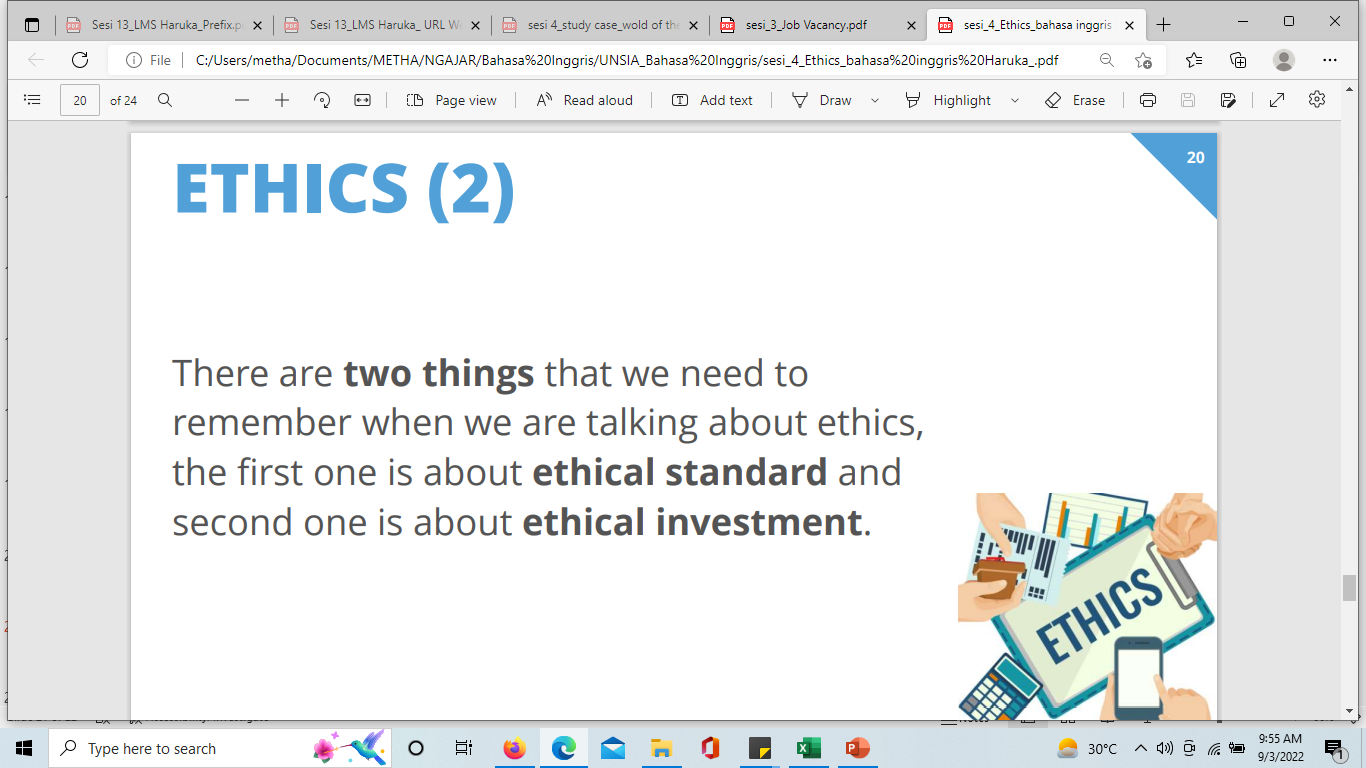 Sesi 13_LMS Haruka_Prefix.p
Sesi 13_LMS Haruka_ URL W
sesi 4_study case_wold of the
sesi_3_Job Vacancy.pdf
sesi_4_Ethics_bahasa inggris
File
C:/Users/metha/Documents/METHA/NGAJAR/Bahasa%20Inggris/UNSIA_Bahasa%20Inggris/sesi_4_Ethics_bahasa%20inggris%20Haruka_.pdf
20 of 24 Page view Read aloud Add text Draw Highlight Erase
ETHICS (2)
20
There are two things that we need to
remember when we are talking about ethics,
the first one is about ethical standard and
second one is about ethical investment.
ETHICS
Type here to search
30°C
9:55 AM
9/3/2022
1